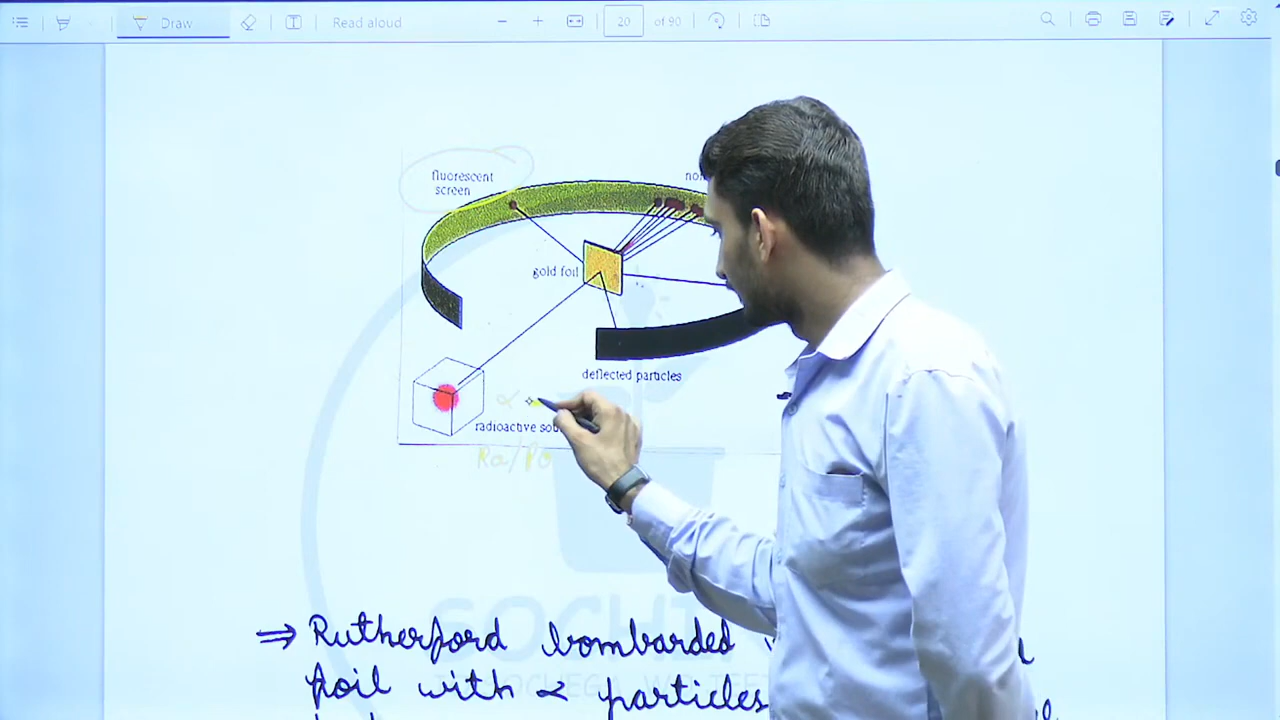 Draw
Read aloud
20 of 90
fluorescent
screen
gold foil
deflected particles
α
radioactive
Ra/Po
⇒ Rutherford bombarded
foil with α particles